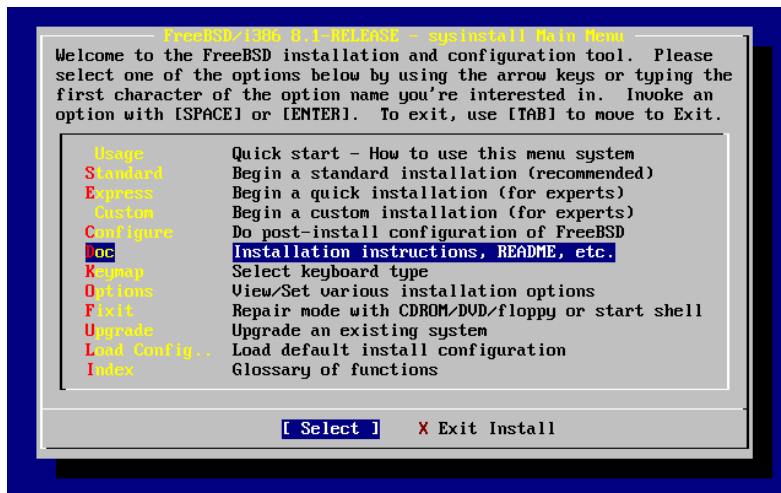 FreeBSD/i386 8.1-RELEASE - sysinstall Main Menu
Welcome to the FreeBSD installation and configuration tool.  Please
select one of the options below by using the arrow keys or typing the
first character of the option name you're interested in.  Invoke an
option with [SPACE] or [ENTER].  To exit, use [TAB] to move to Exit.
Usage Quick start - How to use this menu system
Standard Begin a standard installation (recommended)
Express Begin a quick installation (for experts)
Custom Begin a custom installation (for experts)
Configure Do post-install configuration of FreeBSD
Doc Installation instructions, README, etc.
Keymap Select keyboard type
Options View/Set various installation options
Fixit Repair mode with CDROM/DVD/floppy or start shell
Upgrade Upgrade an existing system
Load Config.. Load default install configuration
Index Glossary of functions
[ Select ] X Exit Install